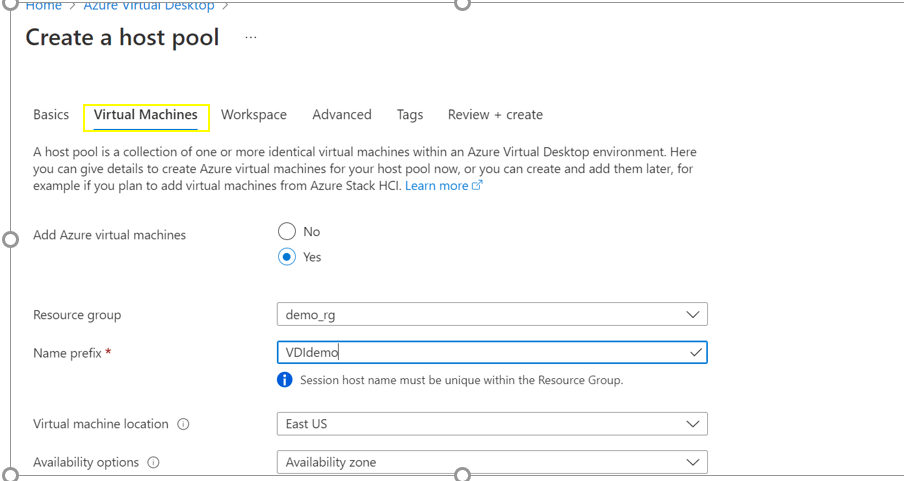 Home > Azure Virtual Desktop >
Create a host pool ...
Basics Virtual Machines Workspace Advanced Tags Review + create
A host pool is a collection of one or more identical virtual machines within an Azure Virtual Desktop environment. Here
you can give details to create Azure virtual machines for your host pool now, or you can create and add them later, for
example if you plan to add virtual machines from Azure Stack HCI. Learn more
Add Azure virtual machines
No
Yes
Resource group
demo_rg
Name prefix *
VDIdemo
Session host name must be unique within the Resource Group.
Virtual machine location
East US
Availability options
Availability zone